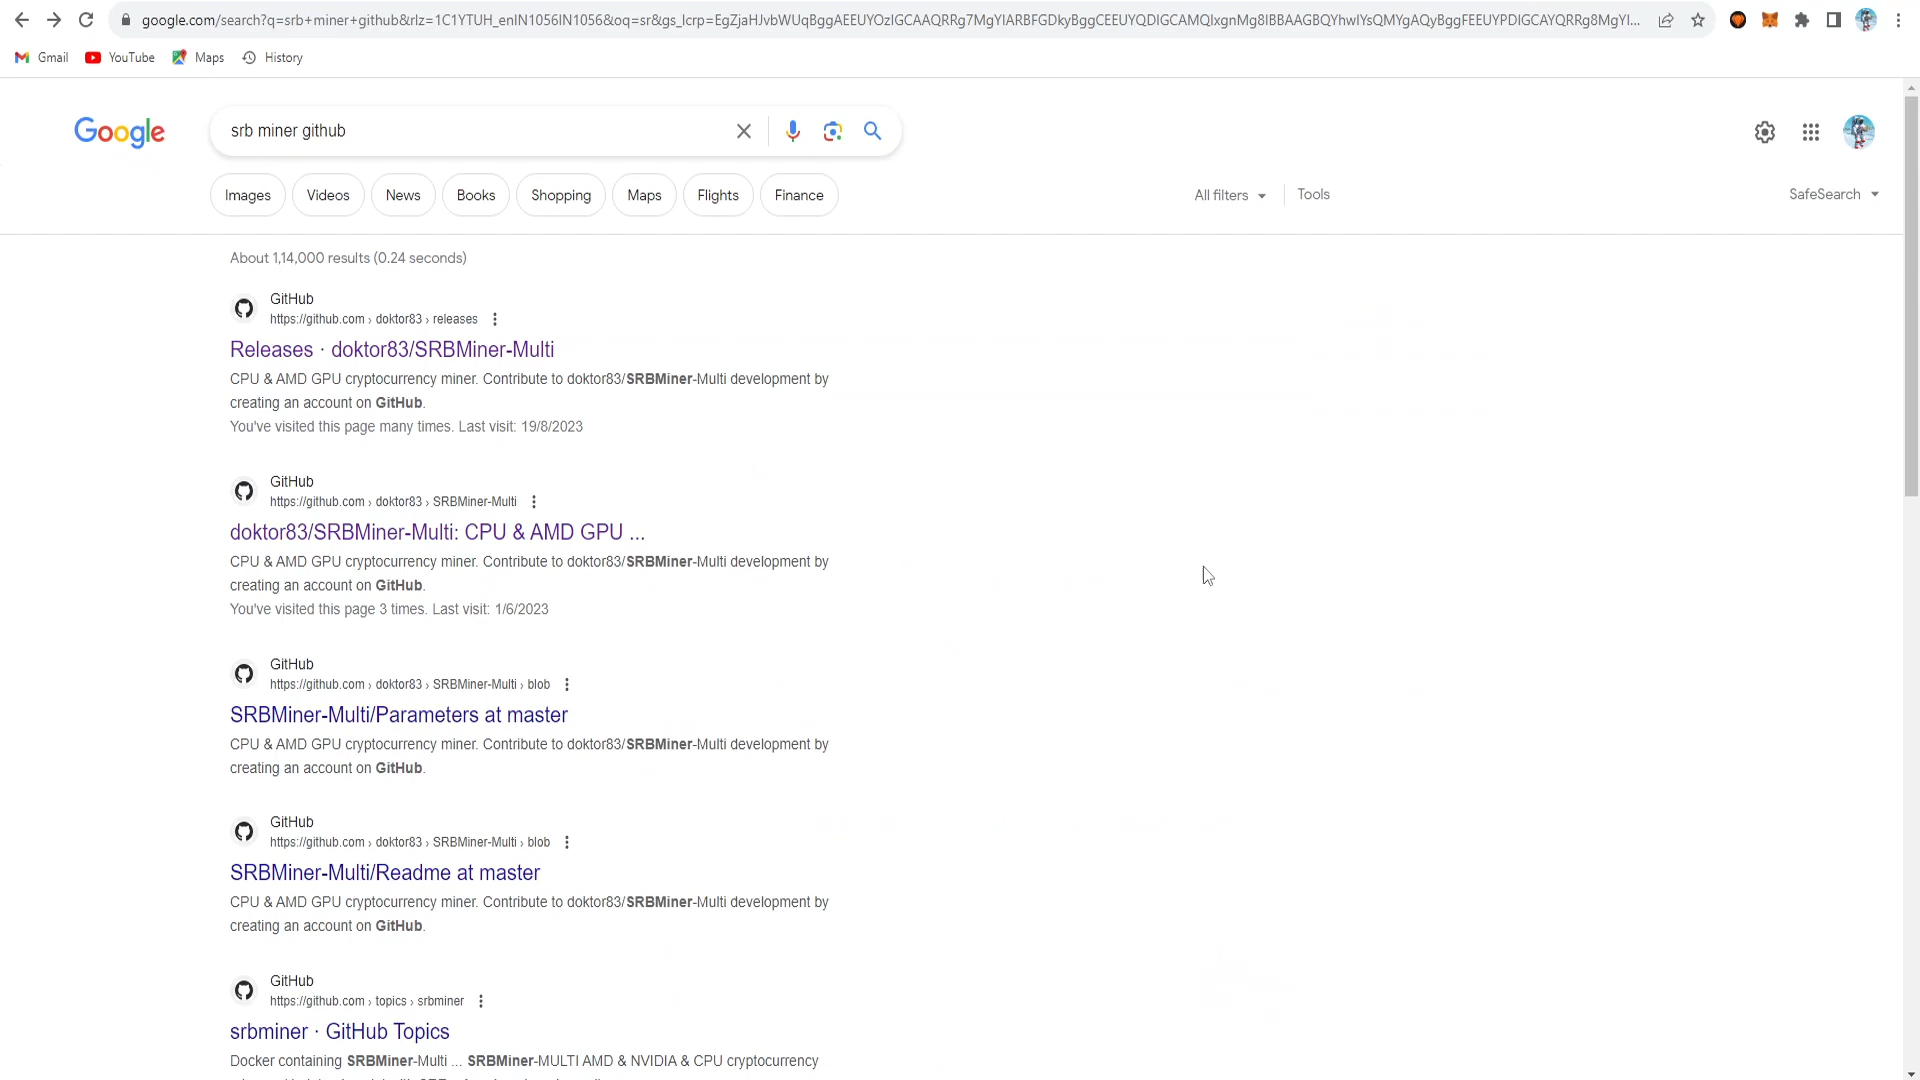 google.com/search?q=srb+miner+github&rlz=1C1YTUH_enIN1056IN1056&oq=sr&gs_lcrp=
Gmail YouTube Maps History
Google srb miner github
Images Videos News Books Shopping Maps Flights Finance All filters Tools SafeSearch
About 1,14,000 results (0.24 seconds)
GitHub
https://github.com › doktor83 › releases
Releases · doktor83/SRBMiner-Multi
CPU & AMD GPU cryptocurrency miner. Contribute to doktor83/SRBMiner-Multi development by
creating an account on GitHub.
You've visited this page many times. Last visit: 19/8/2023
GitHub
https://github.com › doktor83 › SRBMiner-Multi
doktor83/SRBMiner-Multi: CPU & AMD GPU ...
CPU & AMD GPU cryptocurrency miner. Contribute to doktor83/SRBMiner-Multi development by
creating an account on GitHub.
You've visited this page 3 times. Last visit: 1/6/2023
GitHub
https://github.com › doktor83 › SRBMiner-Multi › blob
SRBMiner-Multi/Parameters at master
CPU & AMD GPU cryptocurrency miner. Contribute to doktor83/SRBMiner-Multi development by
creating an account on GitHub.
GitHub
https://github.com › doktor83 › SRBMiner-Multi › blob
SRBMiner-Multi/Readme at master
CPU & AMD GPU cryptocurrency miner. Contribute to doktor83/SRBMiner-Multi development by
creating an account on GitHub.
GitHub
https://github.com › topics › srbminer
srbminer · GitHub Topics
Docker containing SRBMiner-Multi ... SRBMiner-MULTI AMD & NVIDIA & CPU cryptocurrency